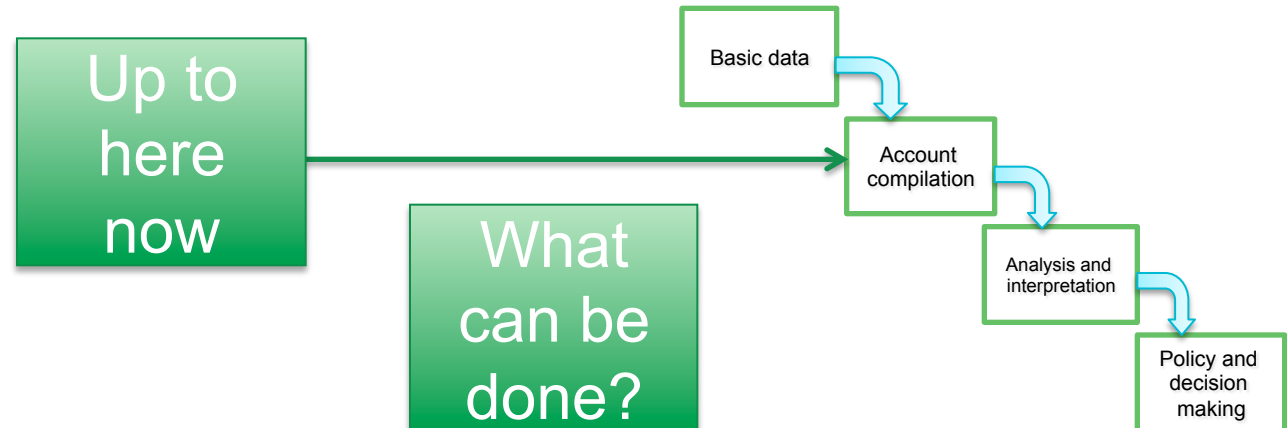 Up to
here
now
What
can be
done?
Basic data
Account
compilation
Analysis and
interpretation
Policy and
decision
making